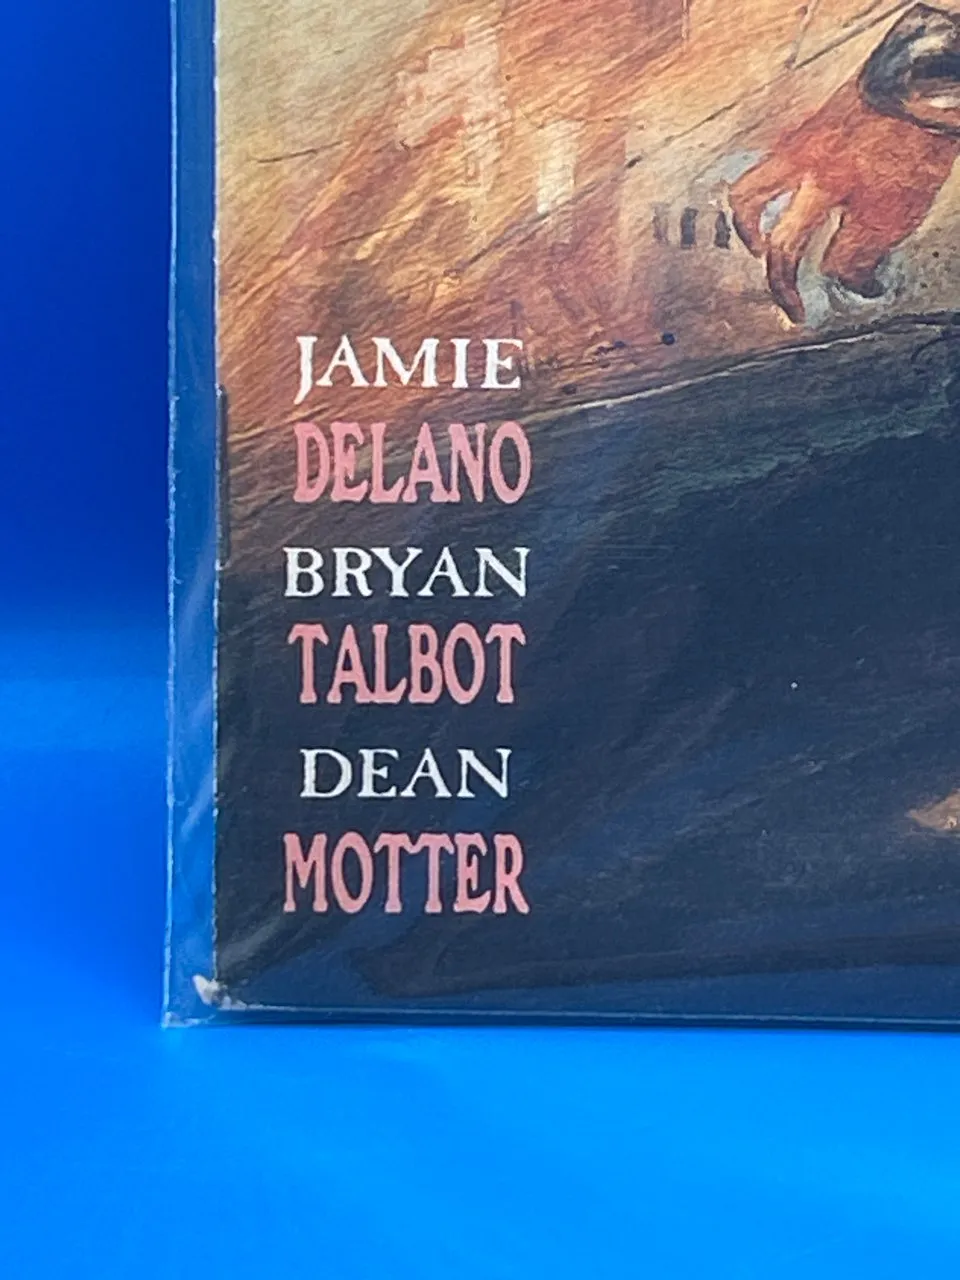 JAMIE
DELANO
BRYAN
TALBOT
DEAN
MOTTER